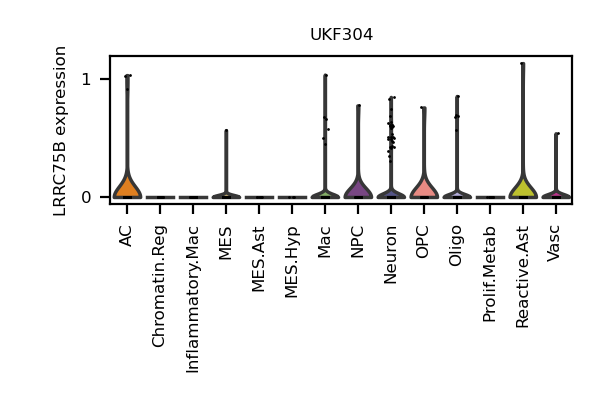 UKF304
LRRC75B expression
1
0
AC
Chromatin.Reg
Inflammatory.Mac
MES
MES.Ast
MES.Hyp
Mac
NPC
Neuron
OPC
Oligo
Prolif.Metab
Reactive.Ast
Vasc